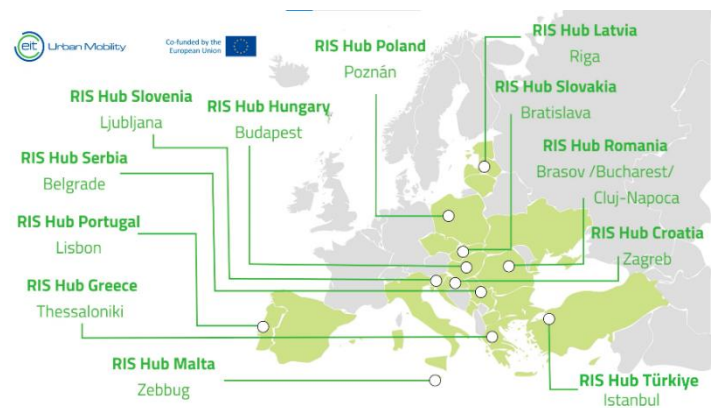 eit Urban Mobility
Co-funded by the
European Union
RIS Hub Poland
Poznán
RIS Hub Latvia
Riga
RIS Hub Slovenia
Ljubljana
RIS Hub Hungary
Budapest
RIS Hub Slovakia
Bratislava
RIS Hub Serbia
Belgrade
RIS Hub Romania
Brasov /Bucharest/
Cluj-Napoca
RIS Hub Portugal
Lisbon
RIS Hub Croatia
Zagreb
RIS Hub Greece
Thessaloniki
RIS Hub Malta
Zebbug
RIS Hub Türkiye
Istanbul